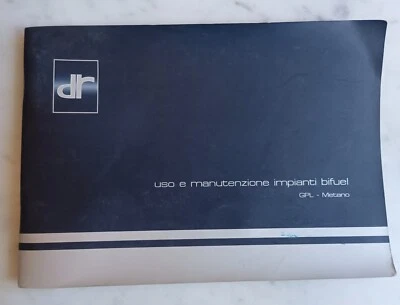 dr
uso e manutenzione impianti bifuel
GPL - Metano